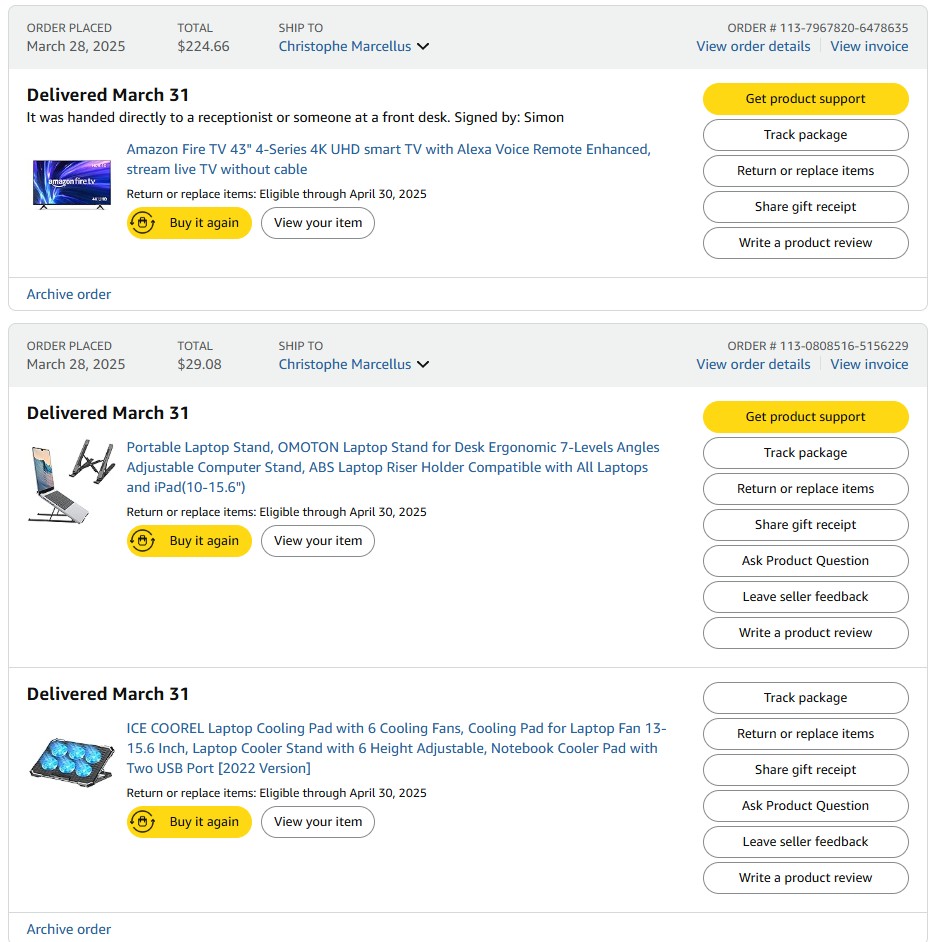 ORDER PLACED
March 28, 2025
TOTAL
$224.66
SHIP TO
Christophe Marcellus
ORDER # 113-7967820-6478635
View order details
View invoice
Delivered March 31
It was handed directly to a receptionist or someone at a front desk. Signed by: Simon
amazon fire tv
Amazon Fire TV 43" 4-Series 4K UHD smart TV with Alexa Voice Remote Enhanced,
stream live TV without cable
Return or replace items: Eligible through April 30, 2025
Buy it again
View your item
Get product support
Track package
Return or replace items
Share gift receipt
Write a product review
Archive order
ORDER PLACED
March 28, 2025
TOTAL
$29.08
SHIP TO
Christophe Marcellus
ORDER # 113-0808516-5156229
View order details
View invoice
Delivered March 31
Portable Laptop Stand, OMOTON Laptop Stand for Desk Ergonomic 7-Levels Angles
Adjustable Computer Stand, ABS Laptop Riser Holder Compatible with All Laptops
and iPad(10-15.6")
Return or replace items: Eligible through April 30, 2025
Buy it again
View your item
Get product support
Track package
Return or replace items
Share gift receipt
Ask Product Question
Leave seller feedback
Write a product review
Delivered March 31
ICE COOREL Laptop Cooling Pad with 6 Cooling Fans, Cooling Pad for Laptop Fan 13-
15.6 Inch, Laptop Cooler Stand with 6 Height Adjustable, Notebook Cooler Pad with
Two USB Port [2022 Version]
Return or replace items: Eligible through April 30, 2025
Buy it again
View your item
Track package
Return or replace items
Share gift receipt
Ask Product Question
Leave seller feedback
Write a product review
Archive order